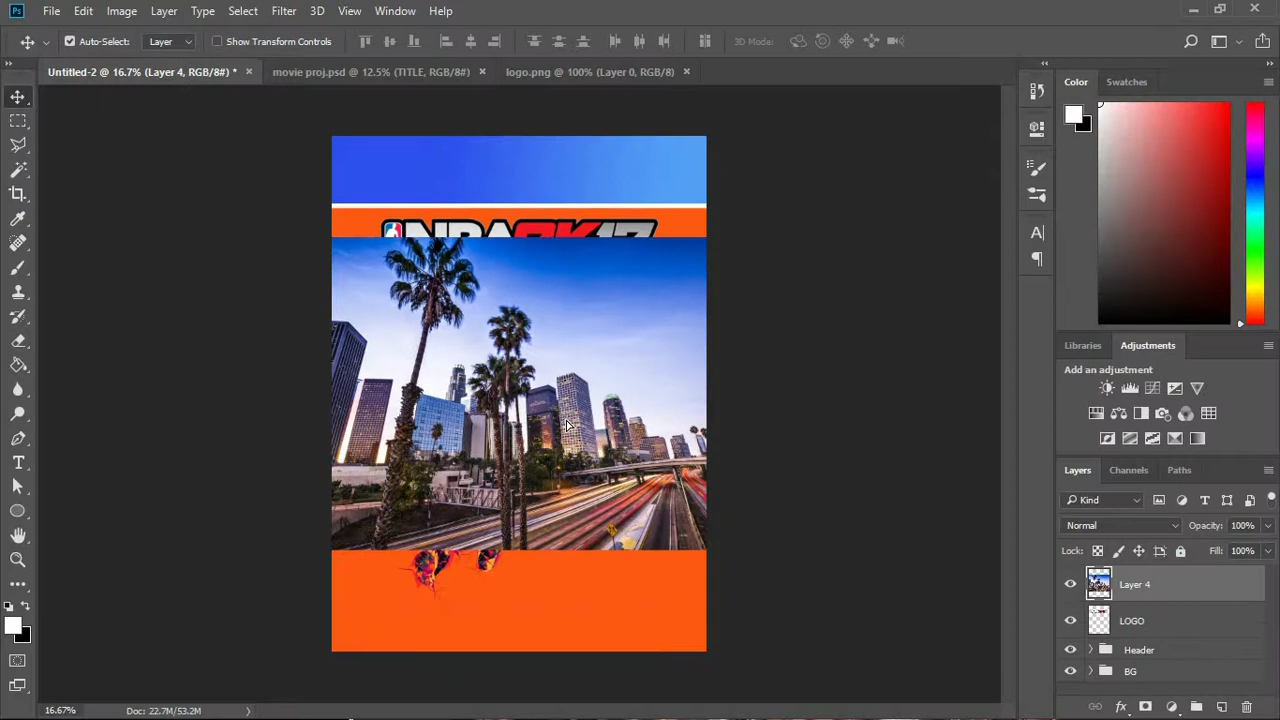 Ps File Edit Image Layer Type Select Filter 3D View Window Help
Auto-Select: Layer Show Transform Controls 3D Mode:
Untitled-2 @ 16.7% (Layer 4, RGB/8#) * × movie proj.psd @ 12.5% (TITLE, RGB/8#) × logo.png @ 100% (Layer 0, RGB/8) ×
Color Swatches
NBA 2K17
Libraries Adjustments
Add an adjustment
Layers Channels Paths
Kind
Normal Opacity: 100%
Lock: Fill: 100%
Layer 4
LOGO
Header
BG
16.67% Doc: 22.7M/53.2M